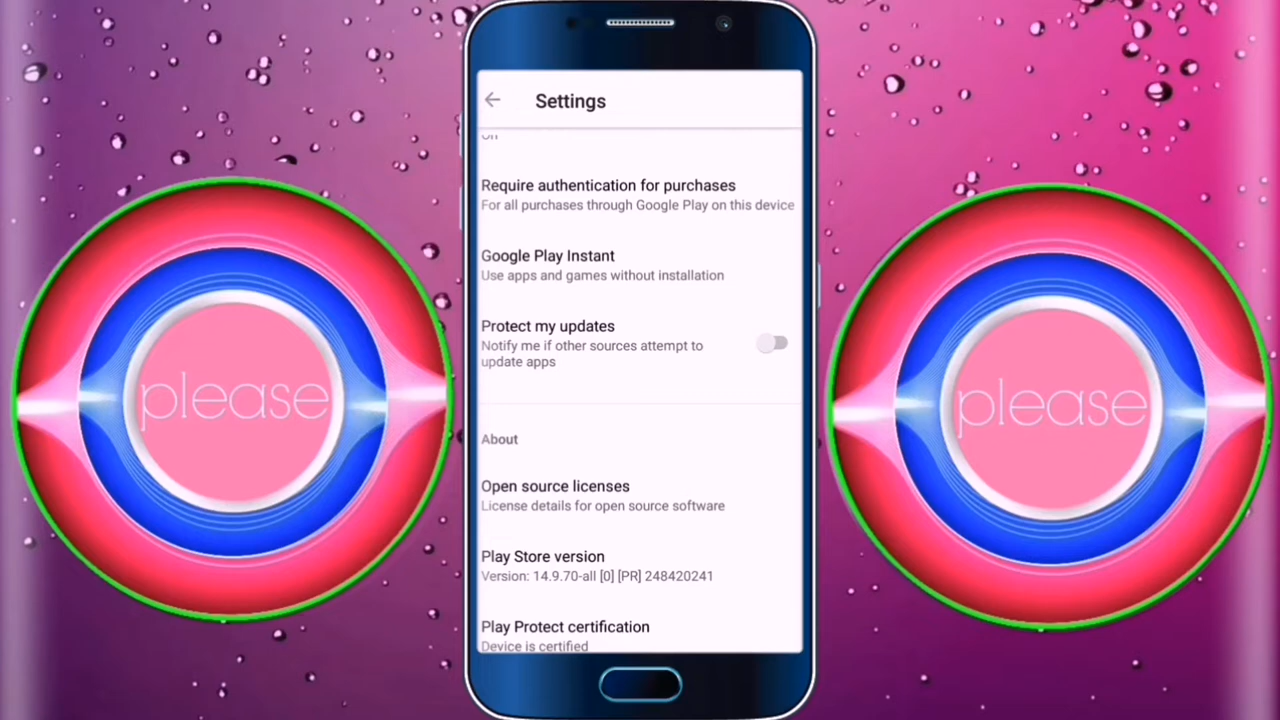 Settings
Require authentication for purchases
For all purchases through Google Play on this device
Google Play Instant
Use apps and games without installation
Protect my updates
Notify me if other sources attempt to
update apps
About
Open source licenses
License details for open source software
Play Store version
Version: 14.9.70-all [0] [PR] 248420241
Play Protect certification
Device is certified
please
please